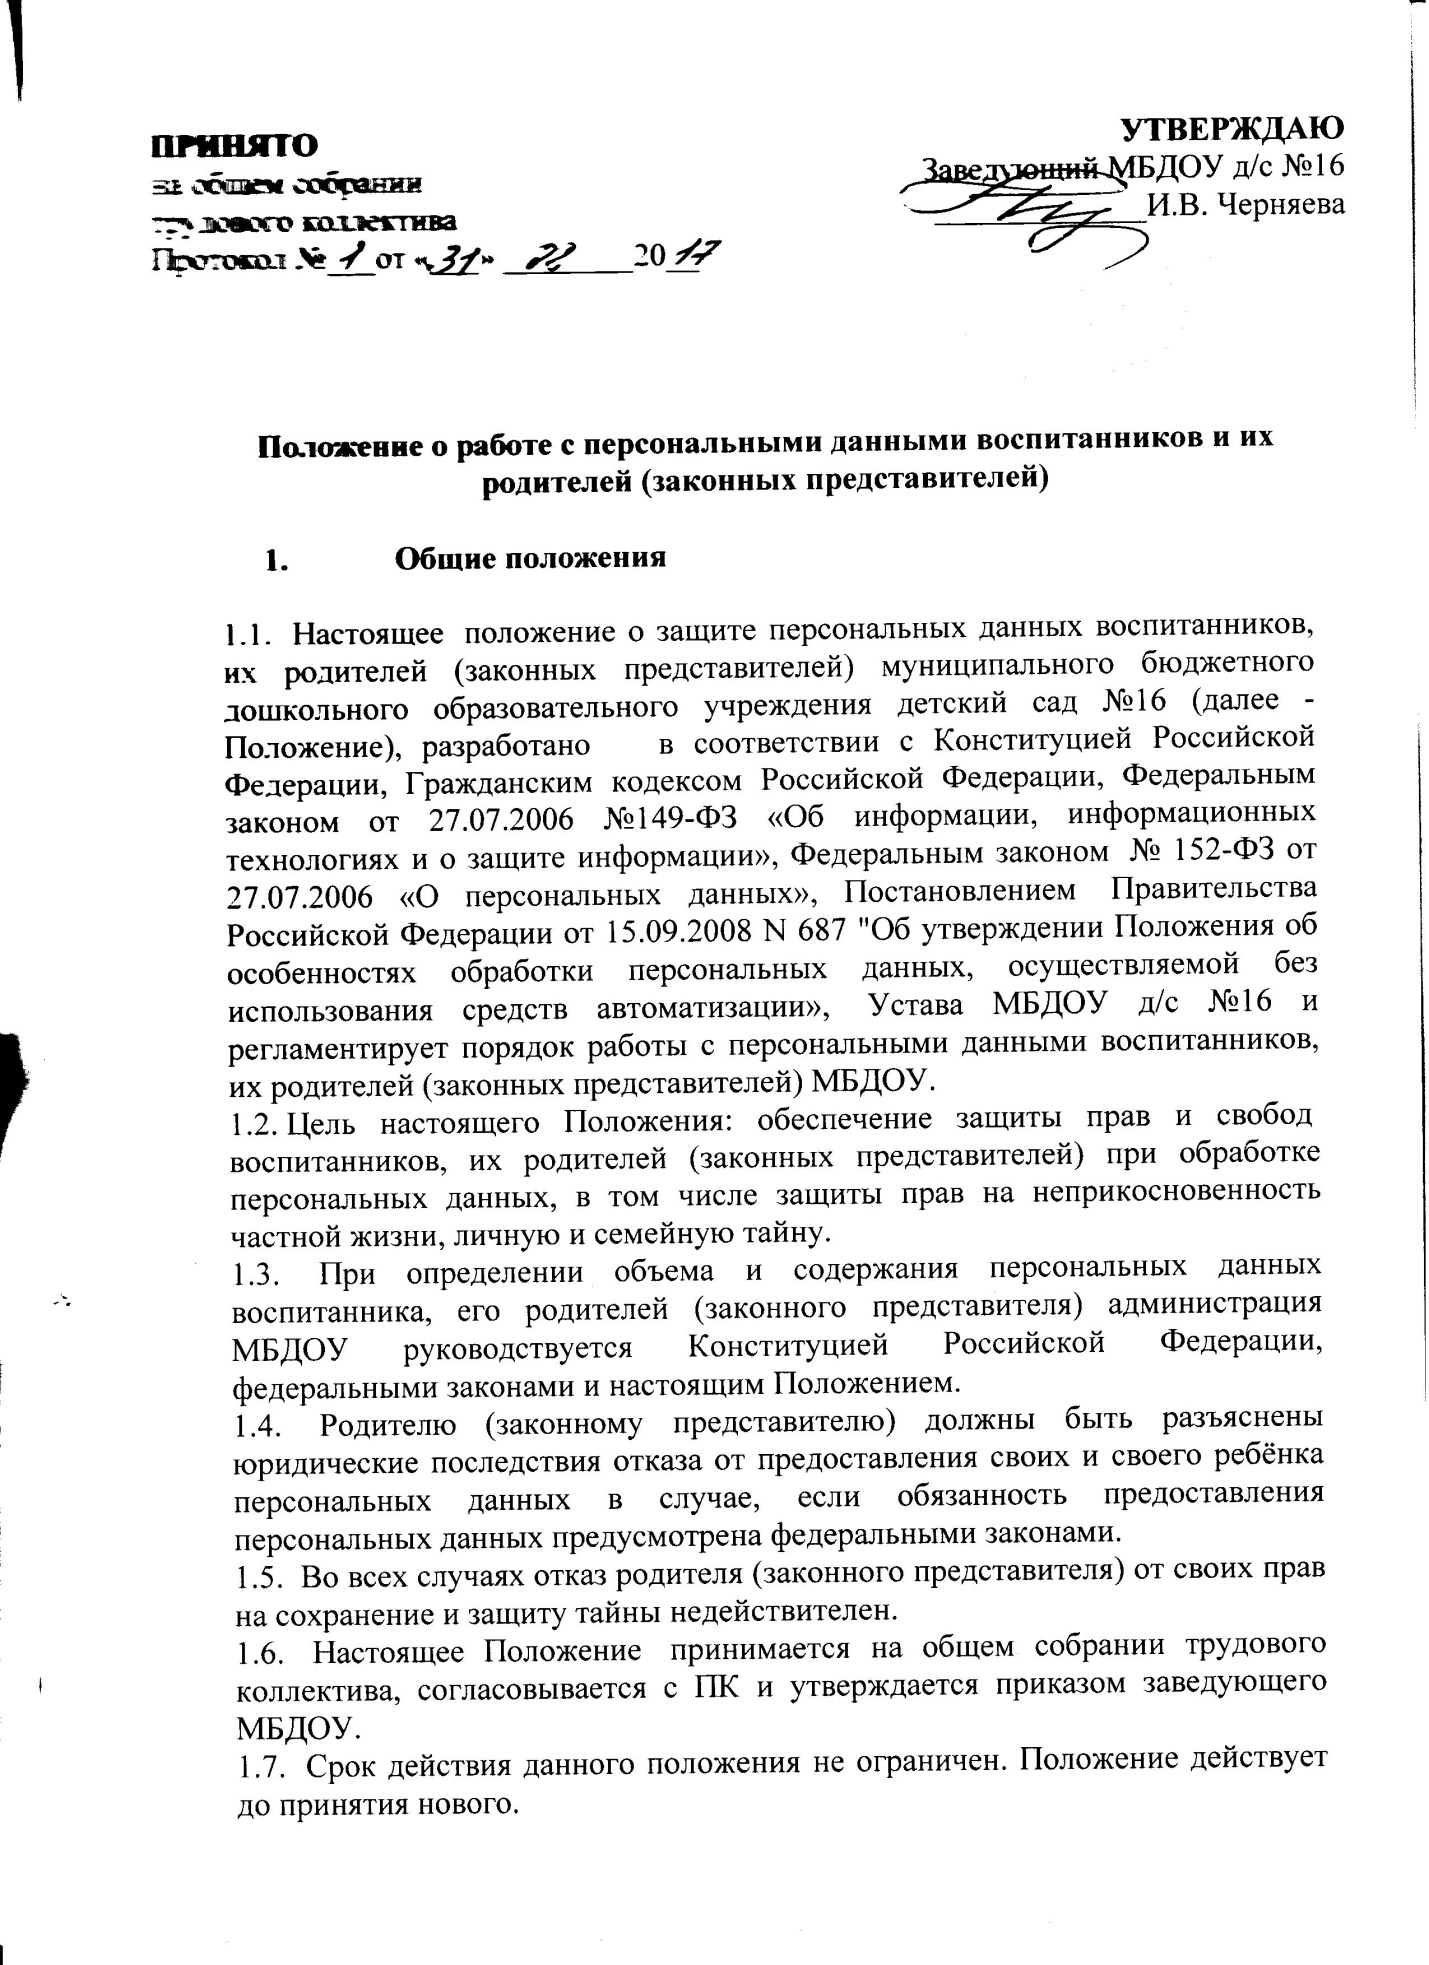 ПРИНЯТО
на общем собрании
трудового коллектива
Протокол № 1 от «31» 20 17
УТВЕРЖДАЮ
Заведующий МБДОУ д/с №16
И.В. Черняева
Положение о работе с персональными данными воспитанников и их
родителей (законных представителей)
1. Общие положения
1.1. Настоящее положение о защите персональных данных воспитанников,
их родителей (законных представителей) муниципального бюджетного
дошкольного образовательного учреждения детский сад №16 (далее -
Положение), разработано в соответствии с Конституцией Российской
Федерации, Гражданским кодексом Российской Федерации, Федеральным
законом от 27.07.2006 №149-ФЗ «Об информации, информационных
технологиях и о защите информации», Федеральным законом № 152-ФЗ от
27.07.2006 «О персональных данных», Постановлением Правительства
Российской Федерации от 15.09.2008 N 687 "Об утверждении Положения об
особенностях обработки персональных данных, осуществляемой без
использования средств автоматизации», Устава МБДОУ д/с №16 и
регламентирует порядок работы с персональными данными воспитанников,
их родителей (законных представителей) МБДОУ.
1.2. Цель настоящего Положения: обеспечение защиты прав и свобод
воспитанников, их родителей (законных представителей) при обработке
персональных данных, в том числе защиты прав на неприкосновенность
частной жизни, личную и семейную тайну.
1.3. При определении объема и содержания персональных данных
воспитанника, его родителей (законного представителя) администрация
МБДОУ руководствуется Конституцией Российской Федерации,
федеральными законами и настоящим Положением.
1.4. Родителю (законному представителю) должны быть разъяснены
юридические последствия отказа от предоставления своих и своего ребёнка
персональных данных в случае, если обязанность предоставления
персональных данных предусмотрена федеральными законами.
1.5. Во всех случаях отказ родителя (законного представителя) от своих прав
на сохранение и защиту тайны недействителен.
1.6. Настоящее Положение принимается на общем собрании трудового
коллектива, согласовывается с ПК и утверждается приказом заведующего
МБДОУ.
1.7. Срок действия данного положения не ограничен. Положение действует
до принятия нового.